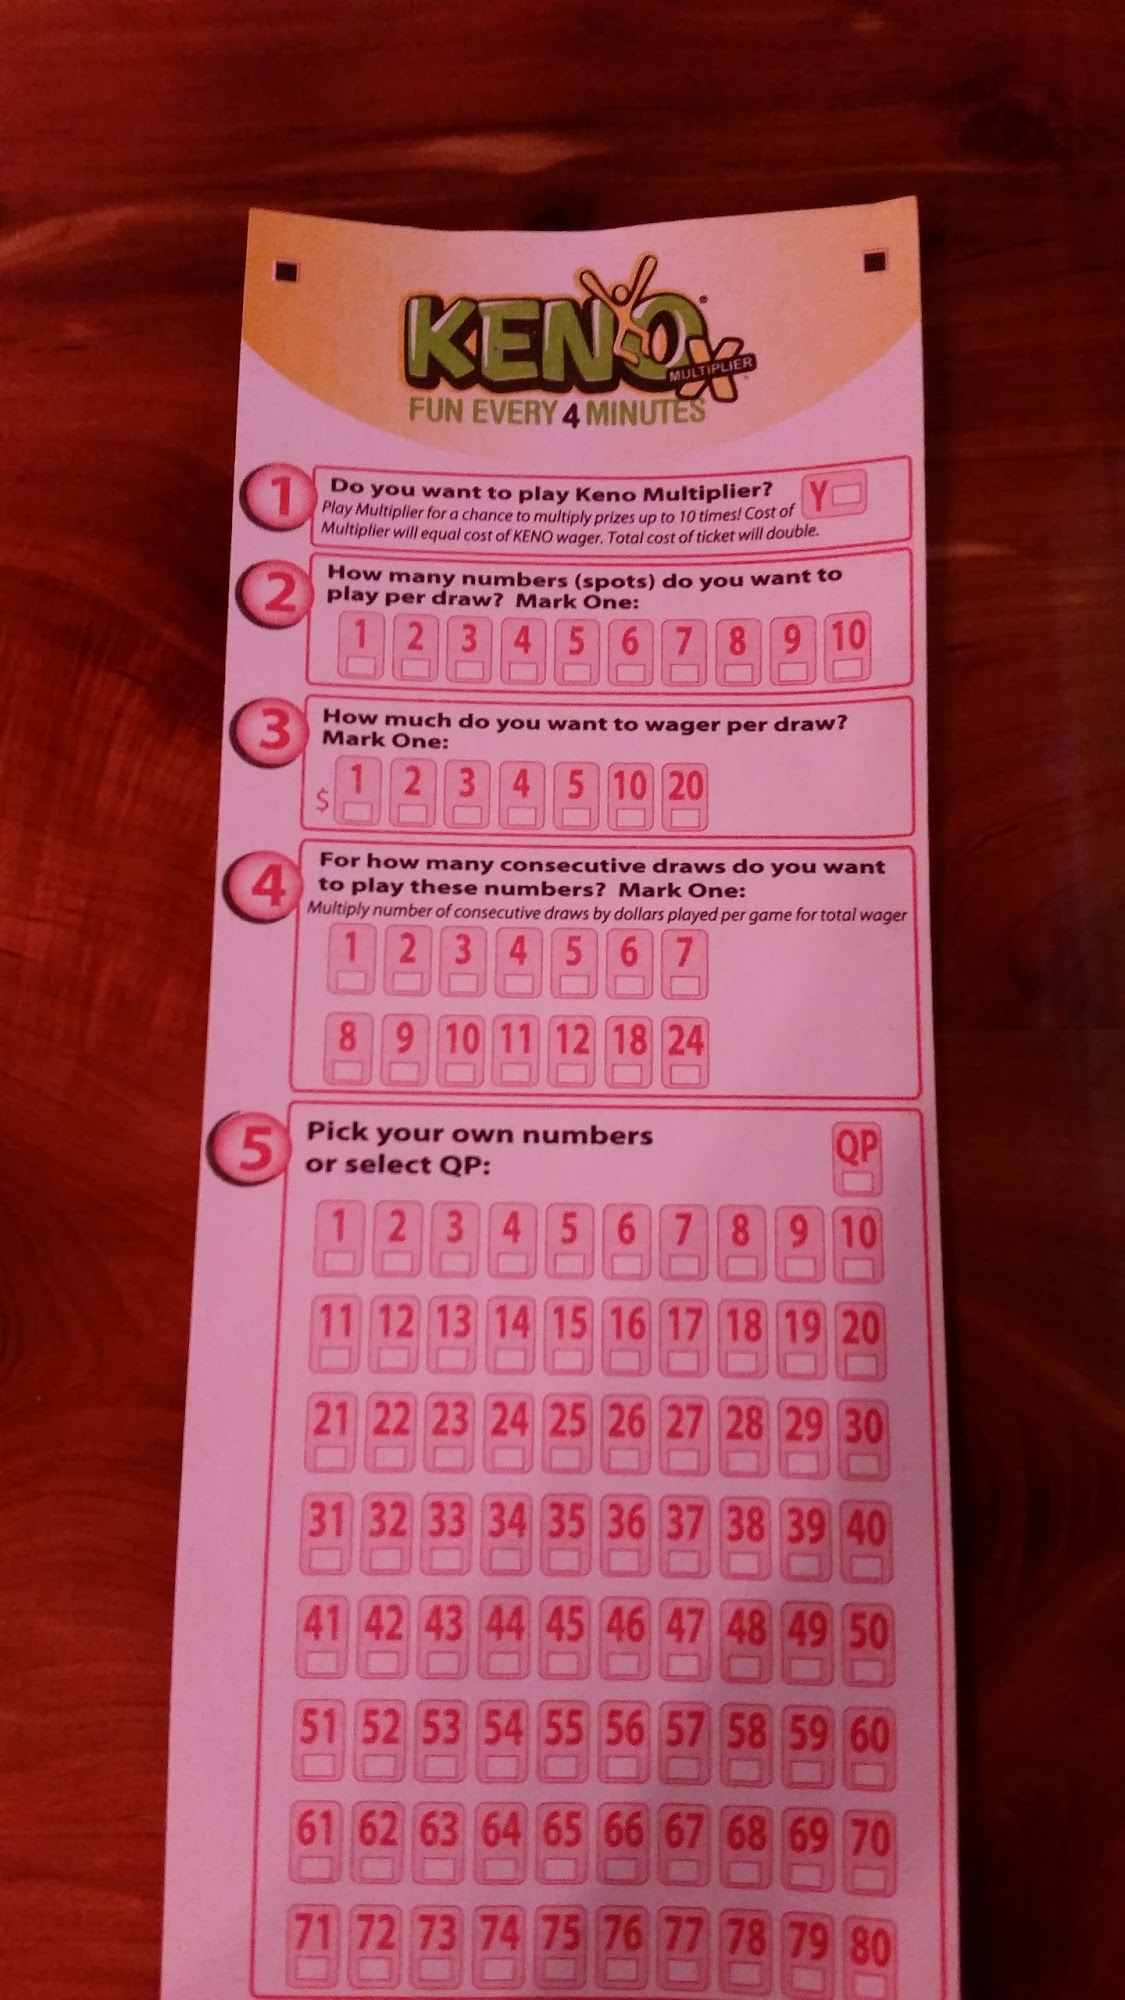 KENO®
X MULTIPLIER
FUN EVERY 4 MINUTES
1 Do you want to play Keno Multiplier? Y
Play Multiplier for a chance to multiply prizes up to 10 times! Cost of
Multiplier will equal cost of KENO wager. Total cost of ticket will double.
2 How many numbers (spots) do you want to
play per draw? Mark One:
1 2 3 4 5 6 7 8 9 10
3 How much do you want to wager per draw?
Mark One:
$ 1 2 3 4 5 10 20
4 For how many consecutive draws do you want
to play these numbers? Mark One:
Multiply number of consecutive draws by dollars played per game for total wager
1 2 3 4 5 6 7
8 9 10 11 12 18 24
5 Pick your own numbers QP
or select QP:
1 2 3 4 5 6 7 8 9 10
11 12 13 14 15 16 17 18 19 20
21 22 23 24 25 26 27 28 29 30
31 32 33 34 35 36 37 38 39 40
41 42 43 44 45 46 47 48 49 50
51 52 53 54 55 56 57 58 59 60
61 62 63 64 65 66 67 68 69 70
71 72 73 74 75 76 77 78 79 80